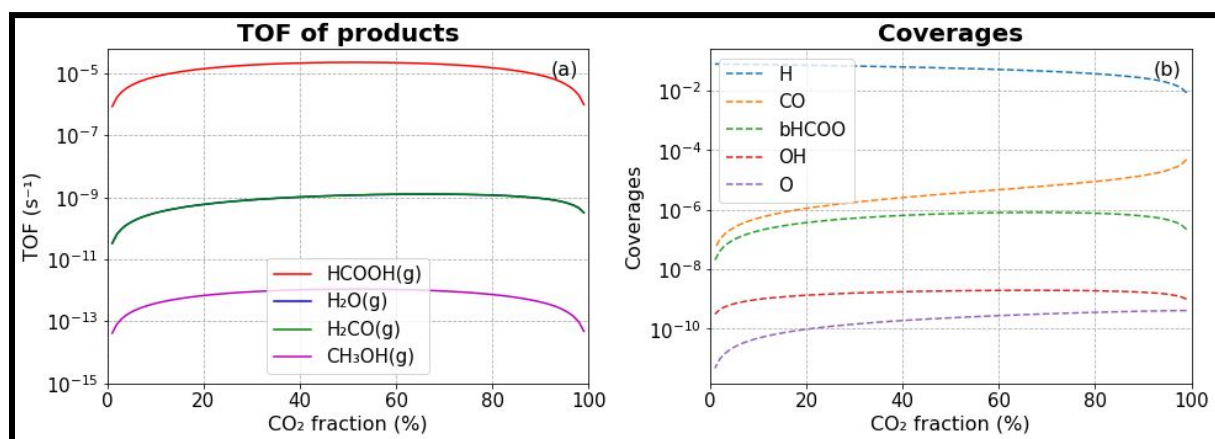 TOF of products
(a)
TOF (s⁻¹)
10⁻⁵
10⁻⁷
10⁻⁹
10⁻¹¹
10⁻¹³
10⁻¹⁵
HCOOH(g)
H₂O(g)
H₂CO(g)
CH₃OH(g)
0 20 40 60 80 100
CO₂ fraction (%)
Coverages
(b)
Coverages
10⁻²
10⁻⁴
10⁻⁶
10⁻⁸
10⁻¹⁰
H
CO
bHCOO
OH
O
0 20 40 60 80 100
CO₂ fraction (%)